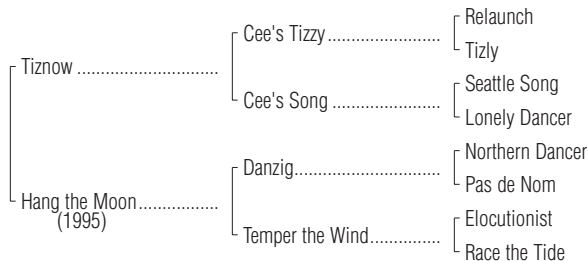 Relaunch
Cee's Tizzy
Tizly
Tiznow
Seattle Song
Cee's Song
Lonely Dancer
Northern Dancer
Danzig
Pas de Nom
Hang the Moon
(1995)
Elocutionist
Temper the Wind
Race the Tide